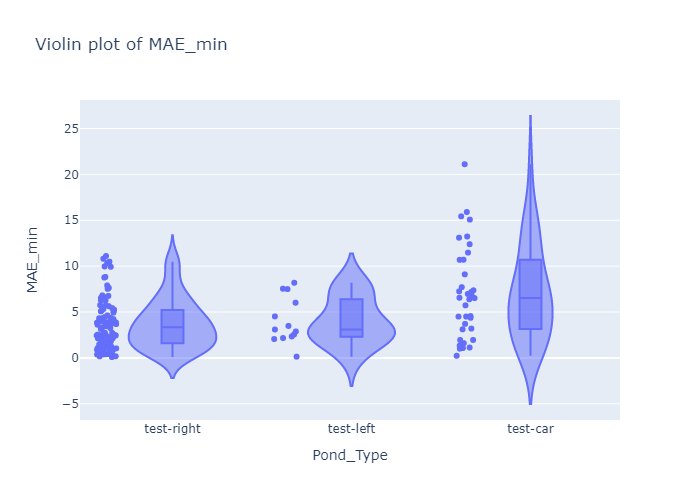 Violin plot of MAE_min
25
20
15
10
5
0
−5
MAE_min
test-right
test-left
test-car
Pond_Type